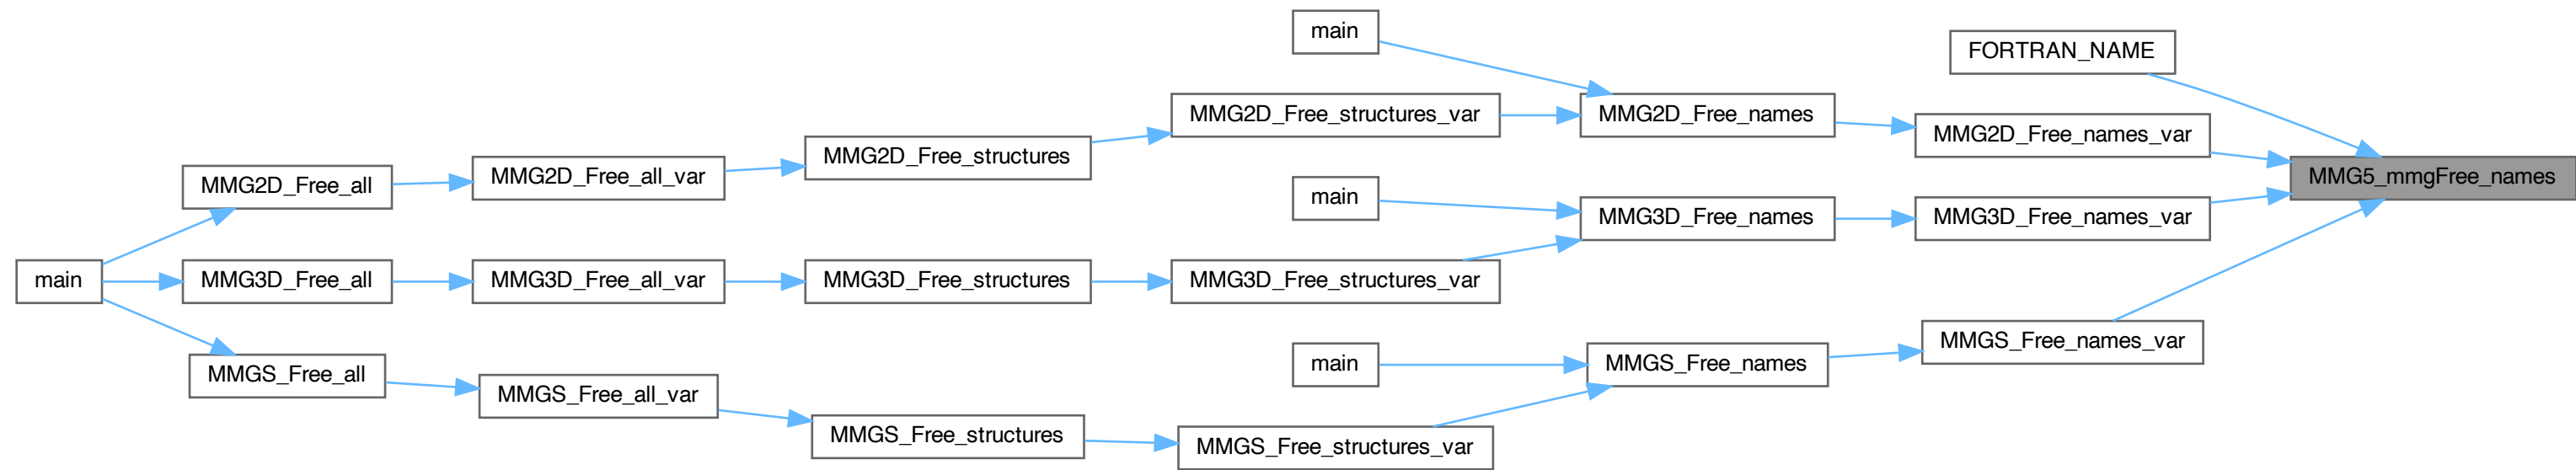 main
FORTRAN_NAME
MMG2D_Free_structures_var
MMG2D_Free_names
MMG2D_Free_names_var
MMG2D_Free_structures
MMG2D_Free_all_var
MMG2D_Free_all
MMG5_mmgFree_names
main
MMG3D_Free_names
MMG3D_Free_names_var
main
MMG3D_Free_all
MMG3D_Free_all_var
MMG3D_Free_structures
MMG3D_Free_structures_var
MMGS_Free_names_var
main
MMGS_Free_names
MMGS_Free_all
MMGS_Free_all_var
MMGS_Free_structures
MMGS_Free_structures_var